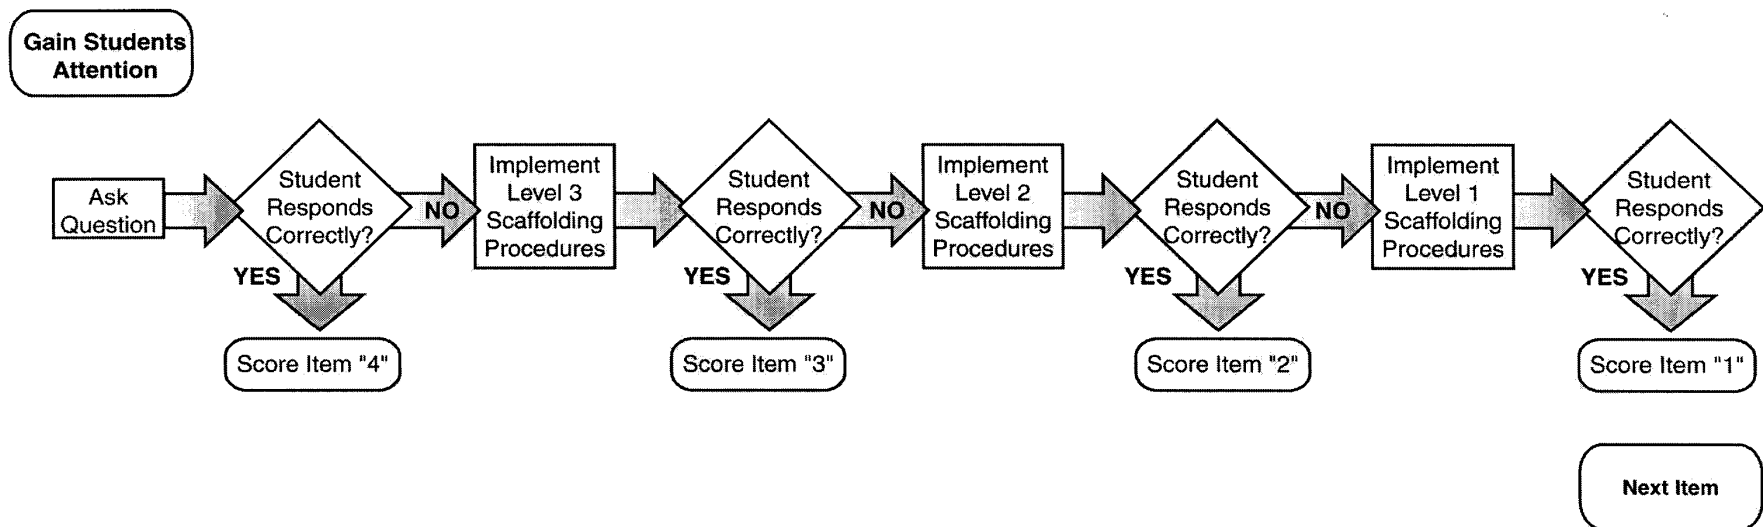 Gain Students
Attention
Ask
Question
Student
Responds
Correctly?
YES
NO
Score Item "4"
Implement
Level 3
Scaffolding
Procedures
Student
Responds
Correctly?
YES
NO
Score Item "3"
Implement
Level 2
Scaffolding
Procedures
Student
Responds
Correctly?
YES
NO
Score Item "2"
Implement
Level 1
Scaffolding
Procedures
Student
Responds
Correctly?
YES
Score Item "1"
Next Item